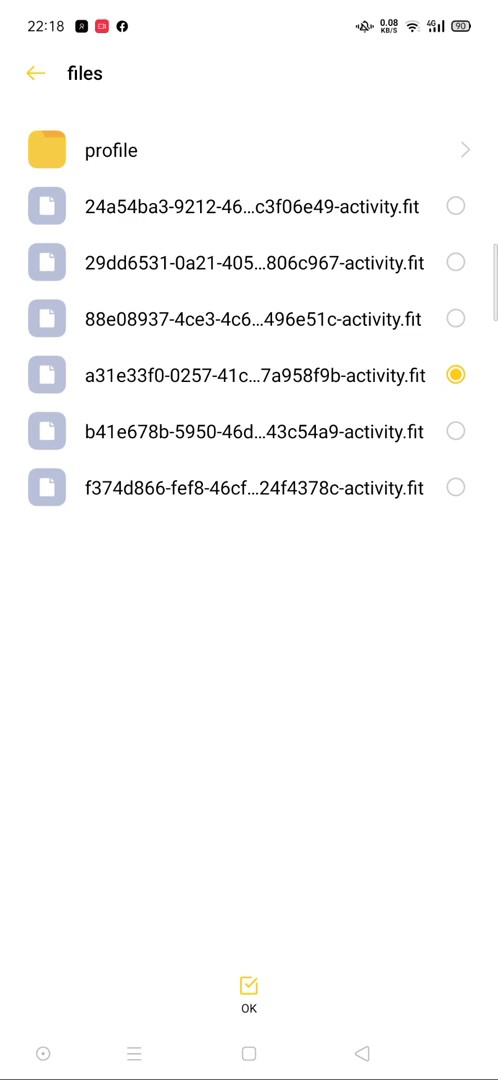 22:18
0.08
KB/S
4G
90
files
profile
24a54ba3-9212-46...c3f06e49-activity.fit
29dd6531-0a21-405...806c967-activity.fit
88e08937-4ce3-4c6...496e51c-activity.fit
a31e33f0-0257-41c...7a958f9b-activity.fit
b41e678b-5950-46d...43c54a9-activity.fit
f374d866-fef8-46cf...24f4378c-activity.fit
OK